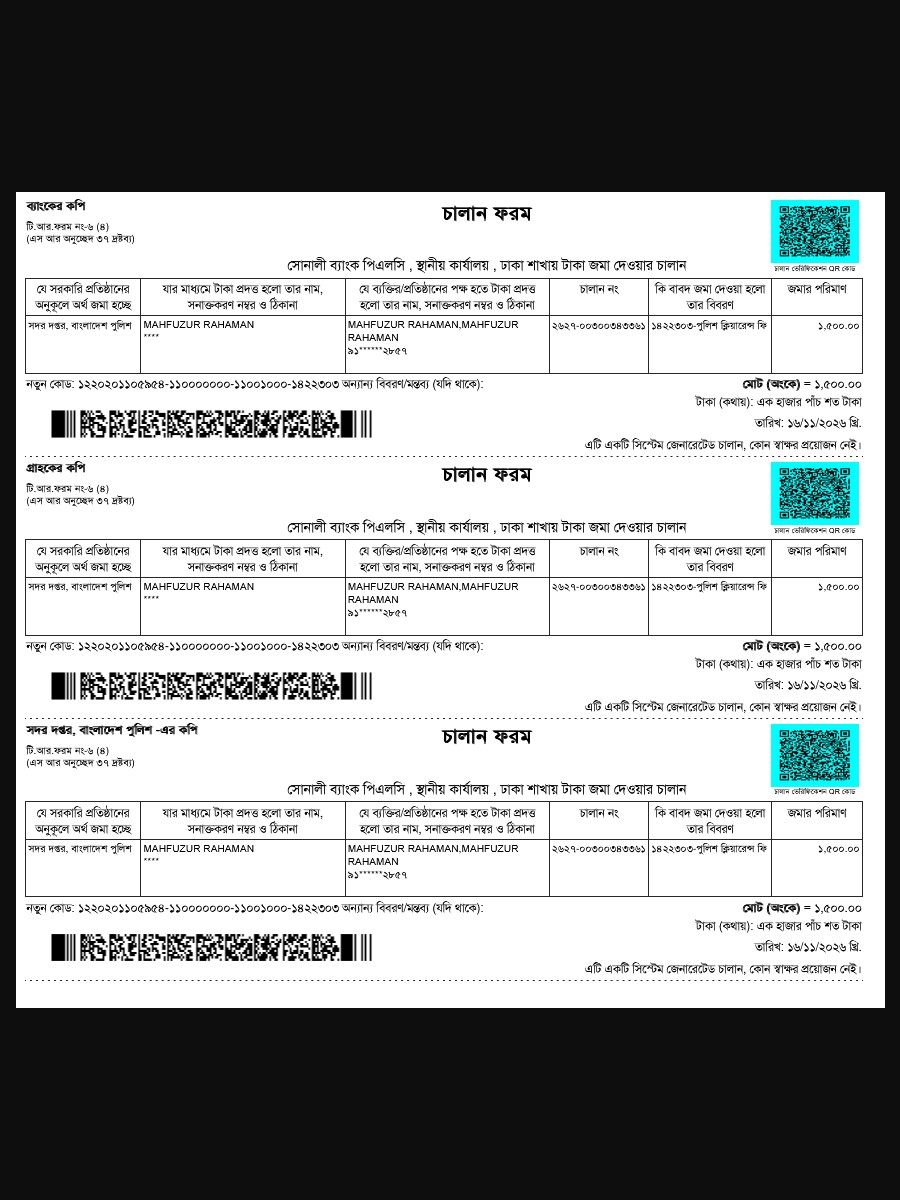 ব্যাংকের কপি
টি.আর.ফরম নং-৬ (৪)
(এস আর অনুচ্ছেদ ৩৭ দ্রষ্টব্য)
চালান ফরম
চালান ভেরিফিকেশন QR কোড
সোনালী ব্যাংক পিএলসি , স্থানীয় কার্যালয় , ঢাকা শাখায় টাকা জমা দেওয়ার চালান
যে সরকারি প্রতিষ্ঠানের অনুকূলে অর্থ জমা হচ্ছে
যার মাধ্যমে টাকা প্রদত্ত হলো তার নাম, সনাক্তকরণ নম্বর ও ঠিকানা
যে ব্যক্তির/প্রতিষ্ঠানের পক্ষ হতে টাকা প্রদত্ত হলো তার নাম, সনাক্তকরণ নম্বর ও ঠিকানা
চালান নং
কি বাবদ জমা দেওয়া হলো তার বিবরণ
জমার পরিমাণ
সদর দপ্তর, বাংলাদেশ পুলিশ
MAHFUZUR RAHAMAN
****
MAHFUZUR RAHAMAN,MAHFUZUR
RAHAMAN
৯১******২৮৫৭
২৬২৭-০০৩০০৩৪৩৩৬১
১৪২২৩০৩-পুলিশ ক্লিয়ারেন্স ফি
১,৫০০.০০
নতুন কোড: ১২২০২০১১০৫৯৫৪-১১০০০০০০০-১১০০১০০০-১৪২২৩০৩ অন্যান্য বিবরণ/মন্তব্য (যদি থাকে):
মোট (অংকে) = ১,৫০০.০০
টাকা (কথায়): এক হাজার পাঁচ শত টাকা
তারিখ: ১৬/১১/২০২৬ খ্রি.
এটি একটি সিস্টেম জেনারেটেড চালান, কোন স্বাক্ষর প্রয়োজন নেই।
গ্রাহকের কপি
টি.আর.ফরম নং-৬ (৪)
(এস আর অনুচ্ছেদ ৩৭ দ্রষ্টব্য)
চালান ফরম
চালান ভেরিফিকেশন QR কোড
সোনালী ব্যাংক পিএলসি , স্থানীয় কার্যালয় , ঢাকা শাখায় টাকা জমা দেওয়ার চালান
যে সরকারি প্রতিষ্ঠানের অনুকূলে অর্থ জমা হচ্ছে
যার মাধ্যমে টাকা প্রদত্ত হলো তার নাম, সনাক্তকরণ নম্বর ও ঠিকানা
যে ব্যক্তির/প্রতিষ্ঠানের পক্ষ হতে টাকা প্রদত্ত হলো তার নাম, সনাক্তকরণ নম্বর ও ঠিকানা
চালান নং
কি বাবদ জমা দেওয়া হলো তার বিবরণ
জমার পরিমাণ
সদর দপ্তর, বাংলাদেশ পুলিশ
MAHFUZUR RAHAMAN
****
MAHFUZUR RAHAMAN,MAHFUZUR
RAHAMAN
৯১******২৮৫৭
২৬২৭-০০৩০০৩৪৩৩৬১
১৪২২৩০৩-পুলিশ ক্লিয়ারেন্স ফি
১,৫০০.০০
নতুন কোড: ১২২০২০১১০৫৯৫৪-১১০০০০০০০-১১০০১০০০-১৪২২৩০৩ অন্যান্য বিবরণ/মন্তব্য (যদি থাকে):
মোট (অংকে) = ১,৫০০.০০
টাকা (কথায়): এক হাজার পাঁচ শত টাকা
তারিখ: ১৬/১১/২০২৬ খ্রি.
এটি একটি সিস্টেম জেনারেটেড চালান, কোন স্বাক্ষর প্রয়োজন নেই।
সদর দপ্তর, বাংলাদেশ পুলিশ -এর কপি
টি.আর.ফরম নং-৬ (৪)
(এস আর অনুচ্ছেদ ৩৭ দ্রষ্টব্য)
চালান ফরম
চালান ভেরিফিকেশন QR কোড
সোনালী ব্যাংক পিএলসি , স্থানীয় কার্যালয় , ঢাকা শাখায় টাকা জমা দেওয়ার চালান
যে সরকারি প্রতিষ্ঠানের অনুকূলে অর্থ জমা হচ্ছে
যার মাধ্যমে টাকা প্রদত্ত হলো তার নাম, সনাক্তকরণ নম্বর ও ঠিকানা
যে ব্যক্তির/প্রতিষ্ঠানের পক্ষ হতে টাকা প্রদত্ত হলো তার নাম, সনাক্তকরণ নম্বর ও ঠিকানা
চালান নং
কি বাবদ জমা দেওয়া হলো তার বিবরণ
জমার পরিমাণ
সদর দপ্তর, বাংলাদেশ পুলিশ
MAHFUZUR RAHAMAN
****
MAHFUZUR RAHAMAN,MAHFUZUR
RAHAMAN
৯১******২৮৫৭
২৬২৭-০০৩০০৩৪৩৩৬১
১৪২২৩০৩-পুলিশ ক্লিয়ারেন্স ফি
১,৫০০.০০
নতুন কোড: ১২২০২০১১০৫৯৫৪-১১০০০০০০০-১১০০১০০০-১৪২২৩০৩ অন্যান্য বিবরণ/মন্তব্য (যদি থাকে):
মোট (অংকে) = ১,৫০০.০০
টাকা (কথায়): এক হাজার পাঁচ শত টাকা
তারিখ: ১৬/১১/২০২৬ খ্রি.
এটি একটি সিস্টেম জেনারেটেড চালান, কোন স্বাক্ষর প্রয়োজন নেই।